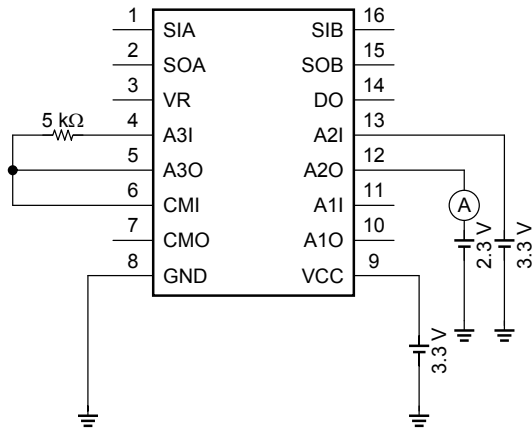 1 SIA SIB 16
2 SOA SOB 15
3 VR DO 14
5 kΩ 4 A3I A2I 13
5 A3O A2O 12
6 CMI A1I 11
A
7 CMO A1O 10
2.3 V 3.3 V
8 GND VCC 9
3.3 V